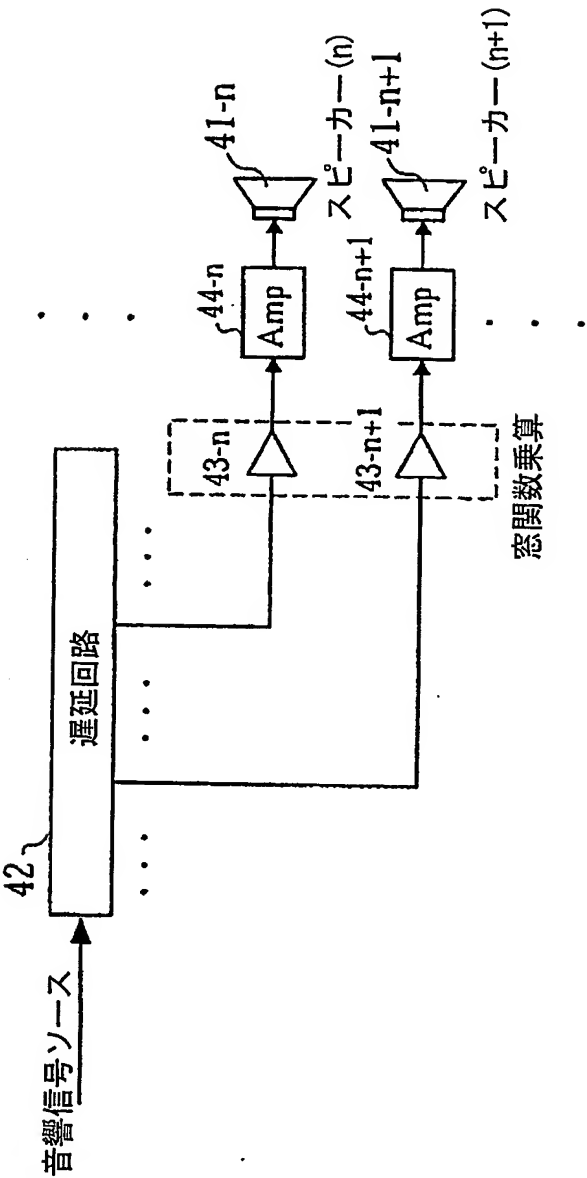 音響信号ソース
42
遅延回路
43-n
43-n+1
窓関数乗算
44-n
Amp
44-n+1
Amp
41-n
スピーカー(n)
41-n+1
スピーカー(n+1)